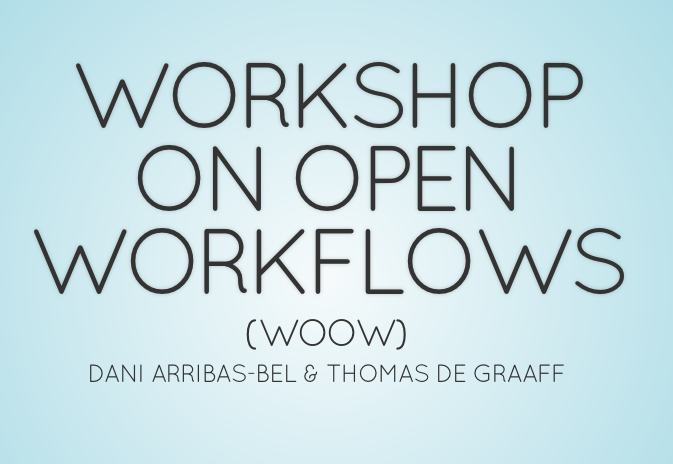 WORKSHOP
ON OPEN
WORKFLOWS
(WOOW)
DANI ARRIBAS-BEL & THOMAS DE GRAAFF